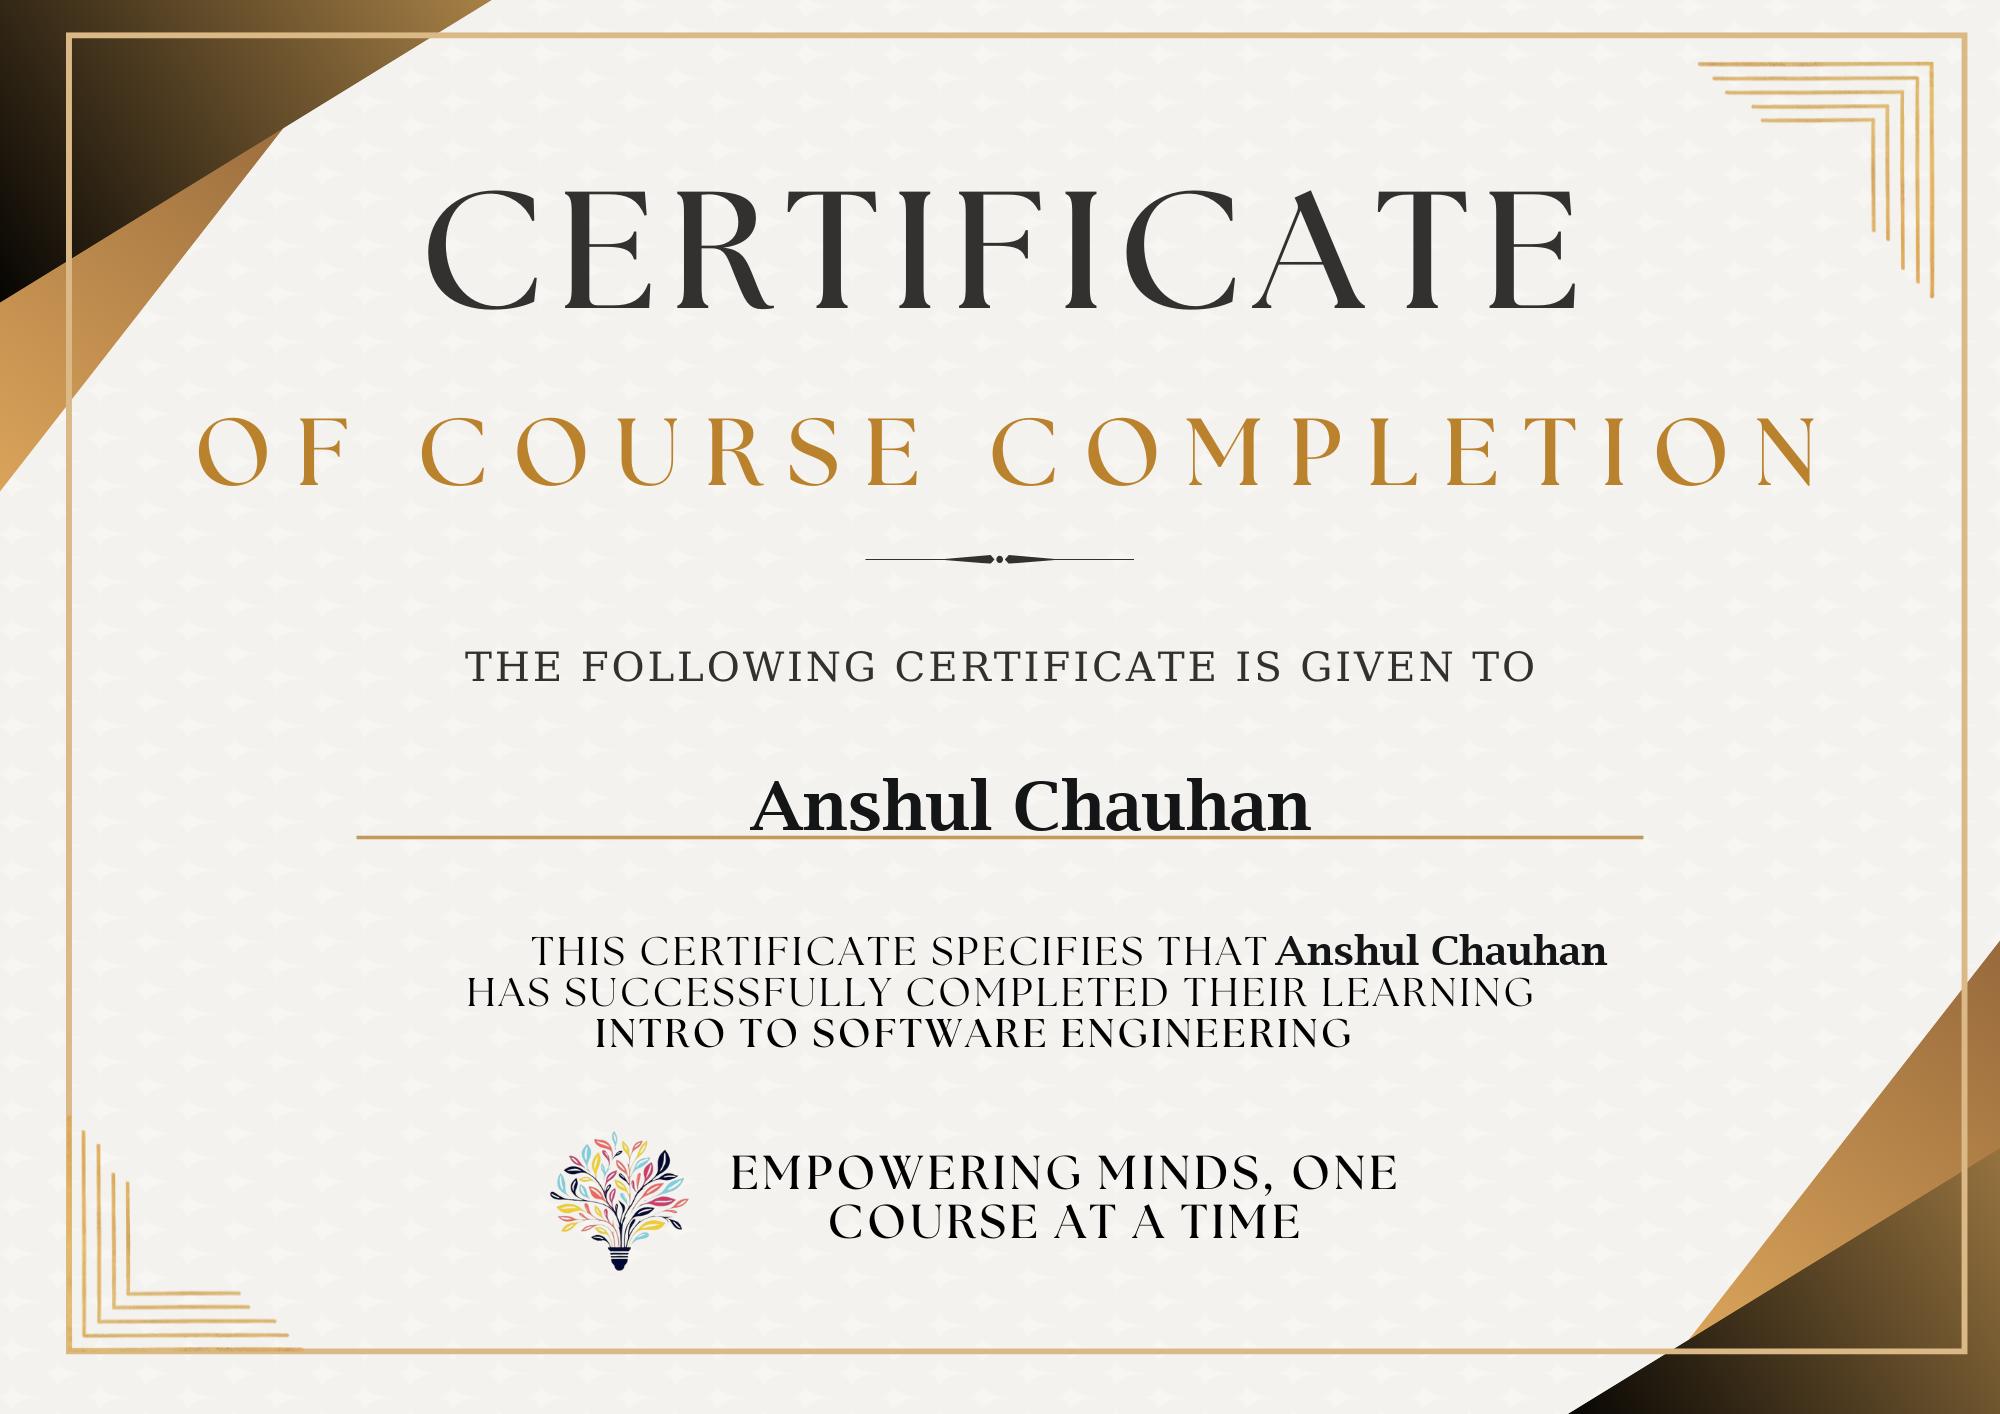 CERTIFICATE
OF COURSE COMPLETION
THE FOLLOWING CERTIFICATE IS GIVEN TO
Anshul Chauhan
THIS CERTIFICATE SPECIFIES THAT Anshul Chauhan
HAS SUCCESSFULLY COMPLETED THEIR LEARNING
INTRO TO SOFTWARE ENGINEERING
EMPOWERING MINDS, ONE
COURSE AT A TIME